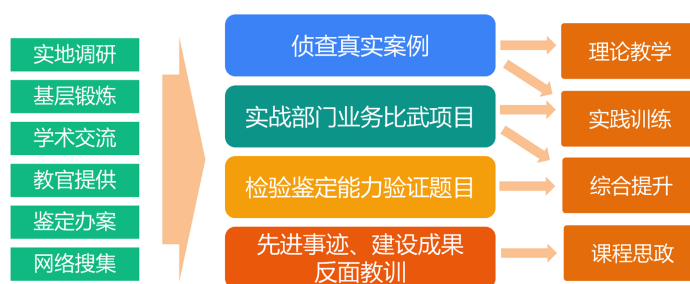 实地调研
基层锻炼
学术交流
教官提供
鉴定办案
网络搜集
侦查真实案例
实战部门业务比武项目
检验鉴定能力验证题目
先进事迹、建设成果
反面教训
理论教学
实践训练
综合提升
课程思政